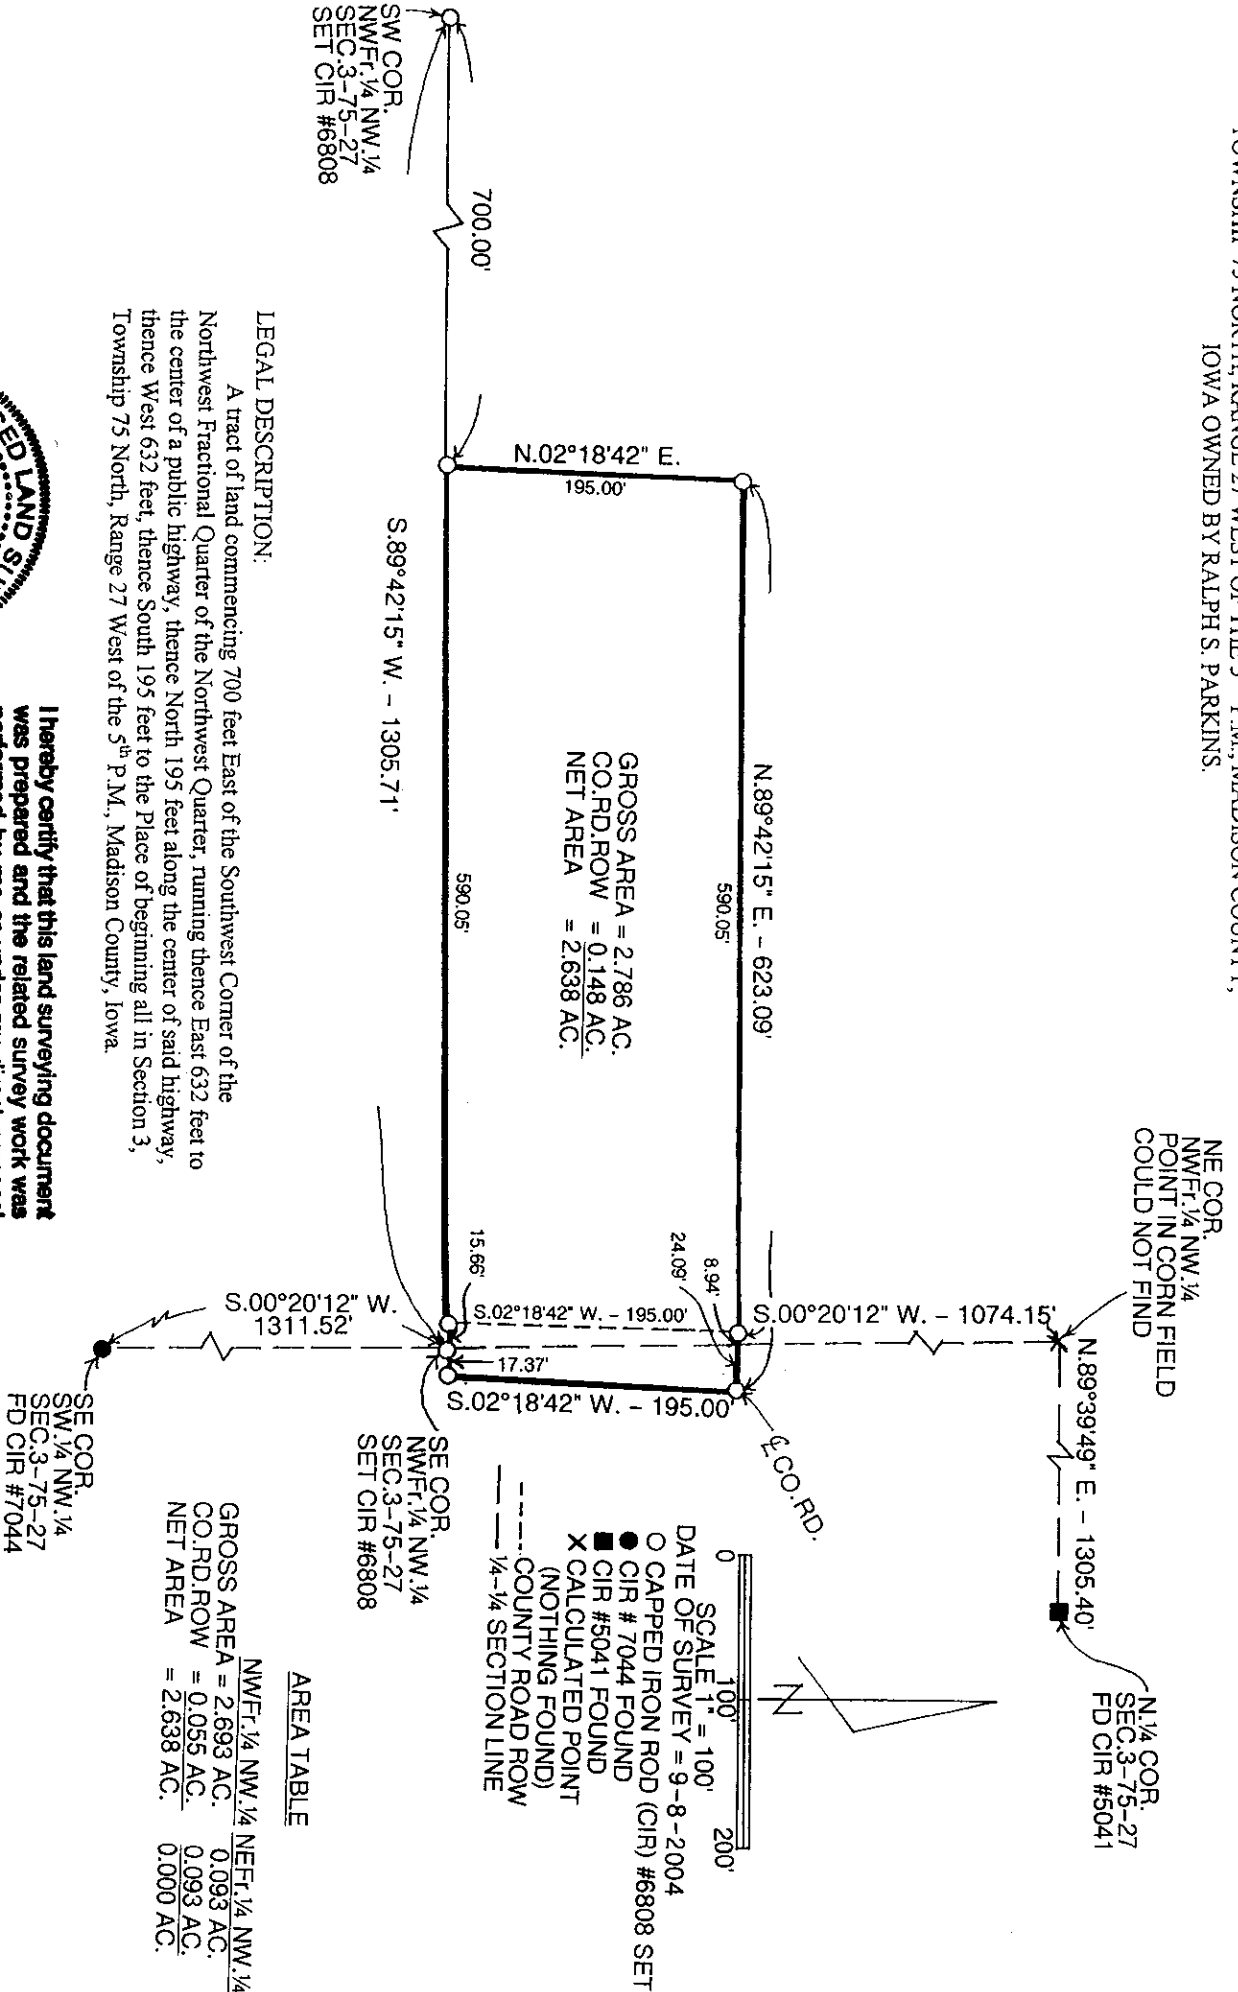 TOWNSHIP 75 NORTH, RANGE 27 WEST OF THE 5 P.M., MADISON COUNTY,
IOWA OWNED BY RALPH S. PARKINS.
NE COR.
NWFr.¼ NW.¼
POINT IN CORN FIELD
COULD NOT FIND
N.¼ COR.
SEC.3–75–27
FD CIR #5041
N.89°39'49" E. – 1305.40'
S.00°20'12" W. – 1074.15'
N.89°42'15" E. – 623.09'
590.05'
8.94'
24.09'
℄ CO.RD.
N.02°18'42" E.
195.00'
GROSS AREA = 2.786 AC.
CO.RD.ROW = 0.148 AC.
NET AREA = 2.638 AC.
S.02°18'42" W. – 195.00'
17.37'
S.02°18'42" W. – 195.00'
700.00'
590.05'
15.66'
S.89°42'15" W. – 1305.71'
SW COR.
NWFr.¼ NW.¼
SEC.3–75–27
SET CIR #6808
SE COR.
NWFr.¼ NW.¼
SEC.3–75–27
SET CIR #6808
S.00°20'12" W.
1311.52'
SE COR.
SW.¼ NW.¼
SEC.3–75–27
FD CIR #7044
N
0 100' 200'
SCALE 1" = 100'
DATE OF SURVEY = 9–8–2004
O CAPPED IRON ROD (CIR) #6808 SET
● CIR # 7044 FOUND
■ CIR #5041 FOUND
X CALCULATED POINT
(NOTHING FOUND)
---- COUNTY ROAD ROW
— — ¼–¼ SECTION LINE
AREA TABLE
NWFr.¼ NW.¼ NEFr.¼ NW.¼
GROSS AREA = 2.693 AC. 0.093 AC.
CO.RD.ROW = 0.055 AC. 0.093 AC.
NET AREA = 2.638 AC. 0.000 AC.
LEGAL DESCRIPTION:
A tract of land commencing 700 feet East of the Southwest Corner of the
Northwest Fractional Quarter of the Northwest Quarter, running thence East 632 feet to
the center of a public highway, thence North 195 feet along the center of said highway,
thence West 632 feet, thence South 195 feet to the Place of beginning all in Section 3,
Township 75 North, Range 27 West of the 5th P.M., Madison County, Iowa.
LAND
I hereby certify that this land surveying document
was prepared and the related survey work was